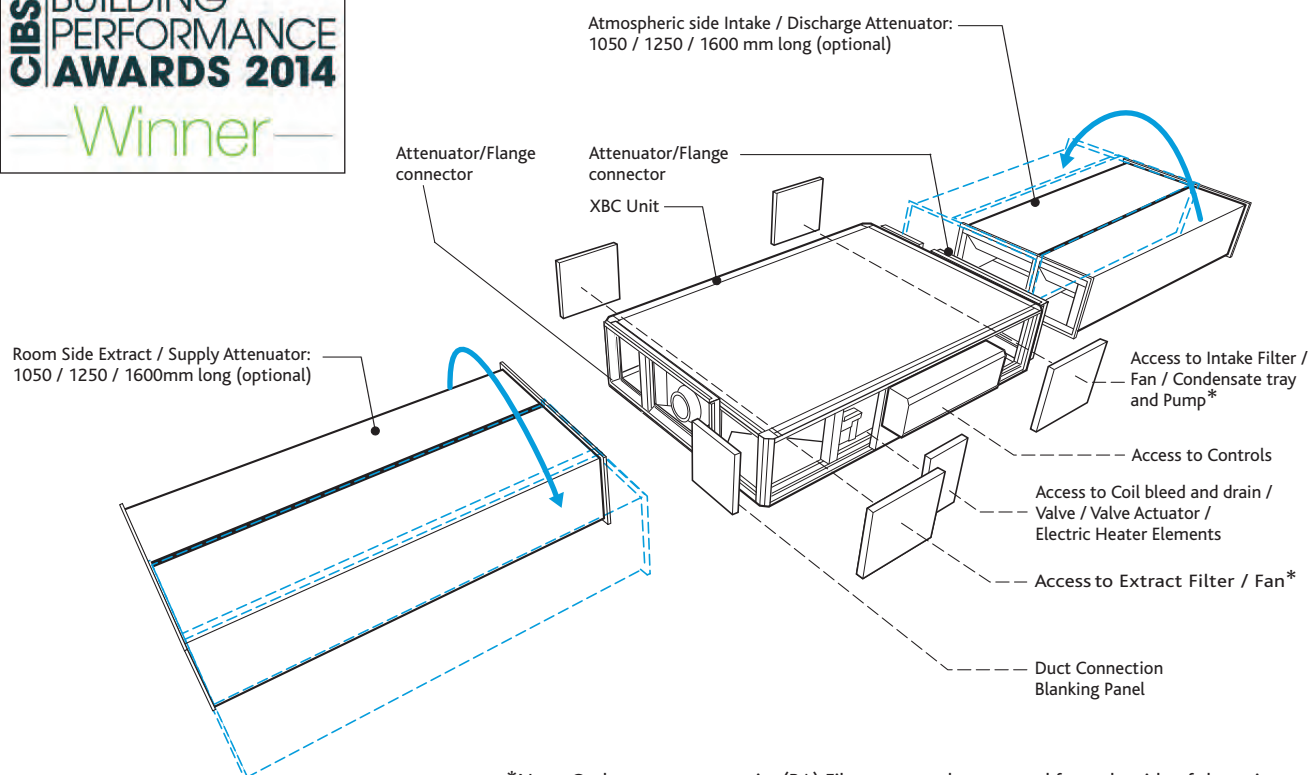 CIBS
BUILDING
PERFORMANCE
AWARDS 2014
Winner
Atmospheric side Intake / Discharge Attenuator:
1050 / 1250 / 1600 mm long (optional)
Attenuator/Flange
connector
Attenuator/Flange
connector
XBC Unit
Room Side Extract / Supply Attenuator:
1050 / 1250 / 1600mm long (optional)
Access to Intake Filter /
Fan / Condensate tray
and Pump*
Access to Controls
Access to Coil bleed and drain /
Valve / Valve Actuator /
Electric Heater Elements
Access to Extract Filter / Fan*
Duct Connection
Blanking Panel